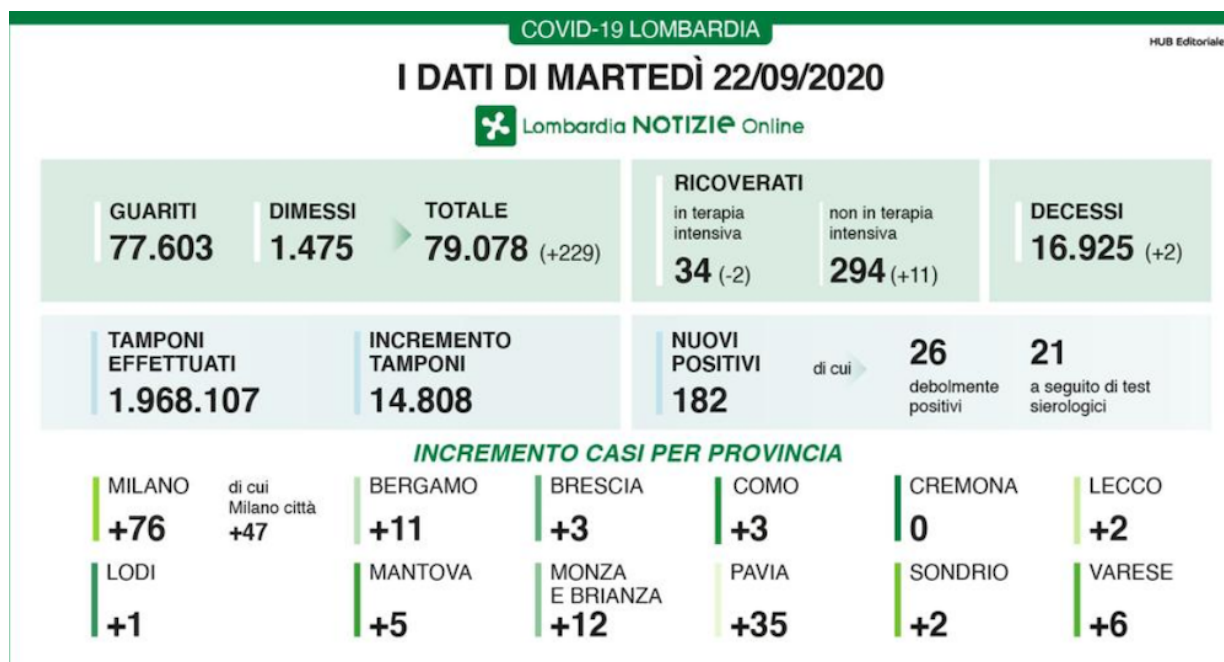 COVID-19 LOMBARDIA
HUB Editoriale
I DATI DI MARTEDÌ 22/09/2020
Lombardia NOTIZIE Online
GUARITI
77.603
DIMESSI
1.475
TOTALE
79.078 (+229)
RICOVERATI
in terapia
intensiva
34 (-2)
non in terapia
intensiva
294 (+11)
DECESSI
16.925 (+2)
TAMPONI
EFFETTUATI
1.968.107
INCREMENTO
TAMPONI
14.808
NUOVI
POSITIVI
182
di cui
26
debolmente
positivi
21
a seguito di test
sierologici
INCREMENTO CASI PER PROVINCIA
MILANO
+76
di cui
Milano città
+47
BERGAMO
+11
BRESCIA
+3
COMO
+3
CREMONA
0
LECCO
+2
LODI
+1
MANTOVA
+5
MONZA
E BRIANZA
+12
PAVIA
+35
SONDRIO
+2
VARESE
+6